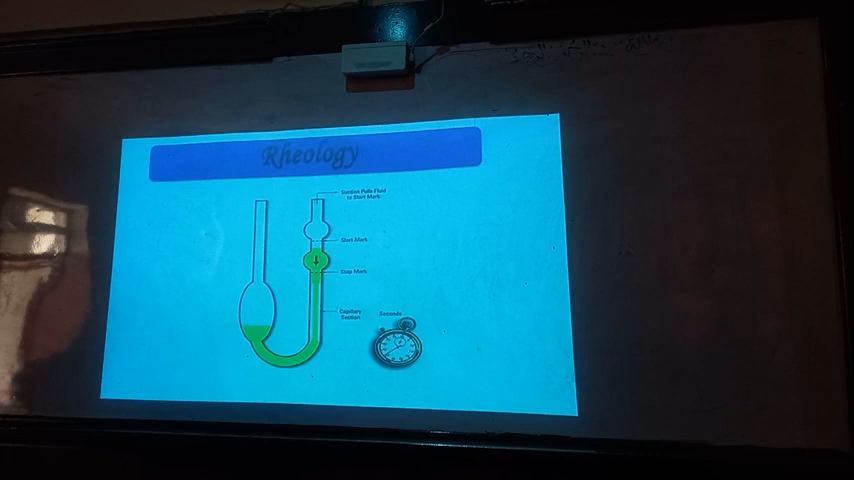 Rheology
Suction Pulls Fluid
to Start Mark
Start Mark
Stop Mark
Capillary
Section
Seconds